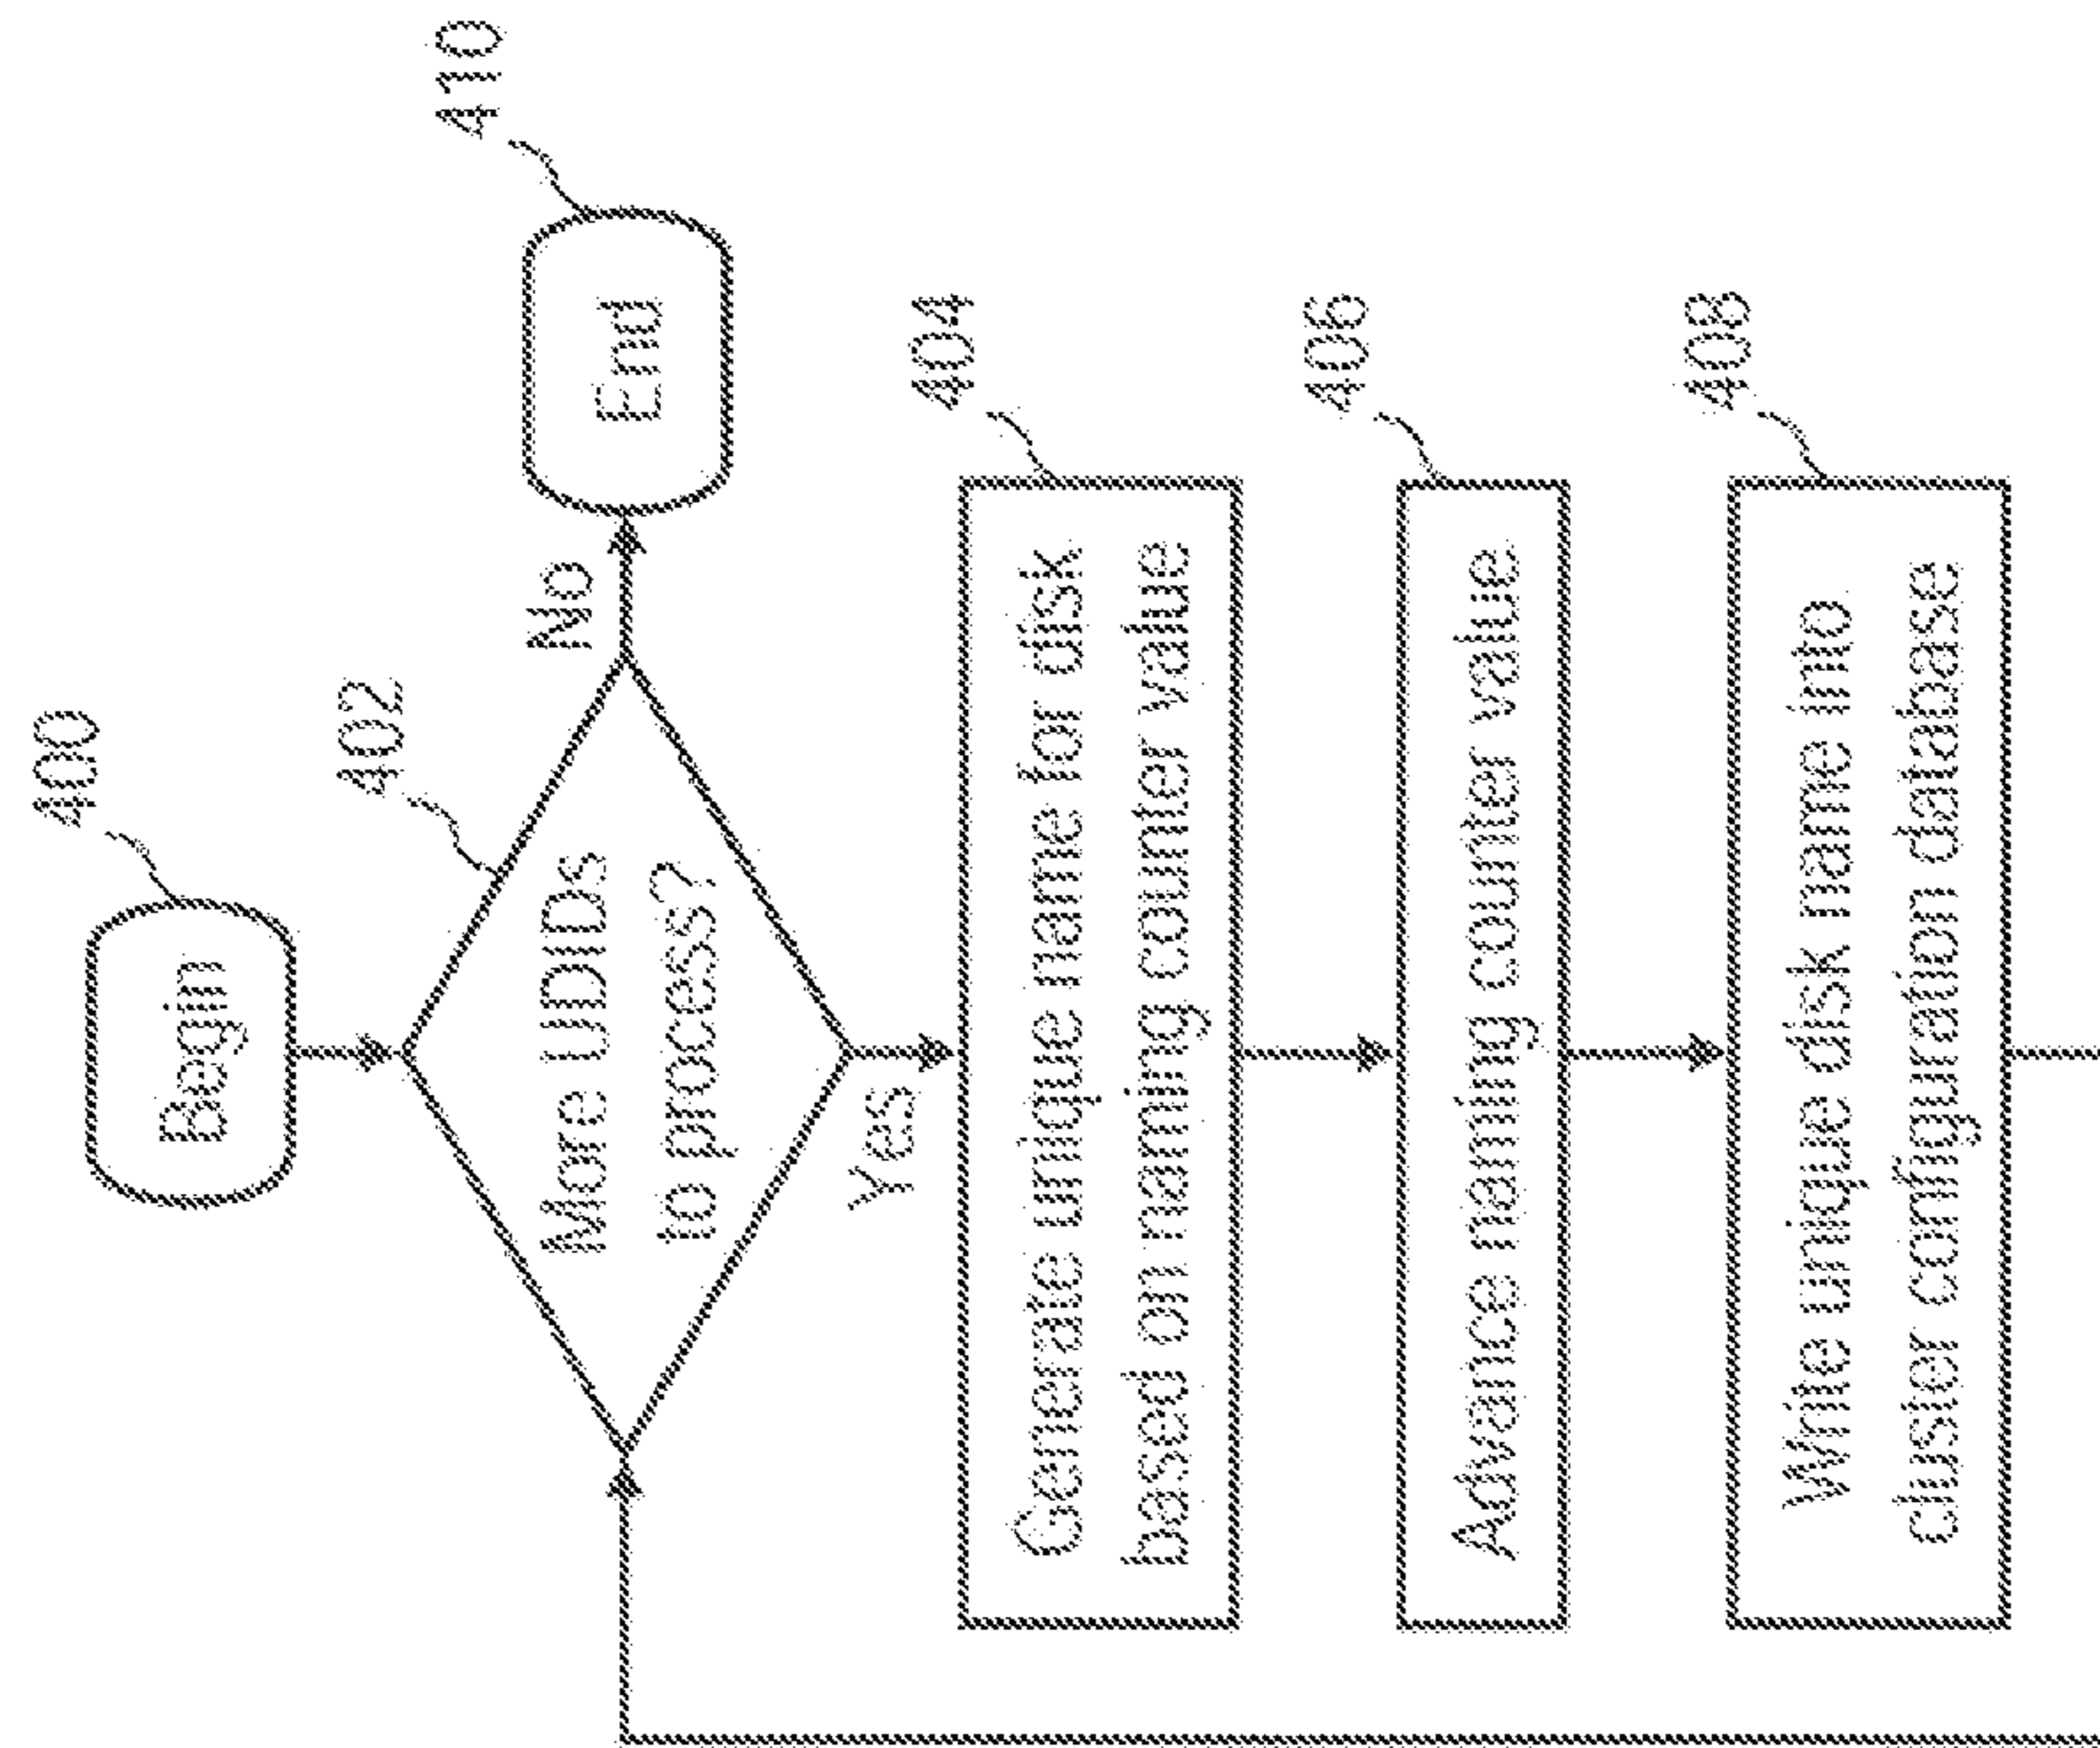 400
Begin
402
More UDIDs
to process?
No
410
End
Yes
404
Generate unique name for disk
based on naming counter value
406
Advance naming counter value
408
Write unique disk name into
cluster configuration database